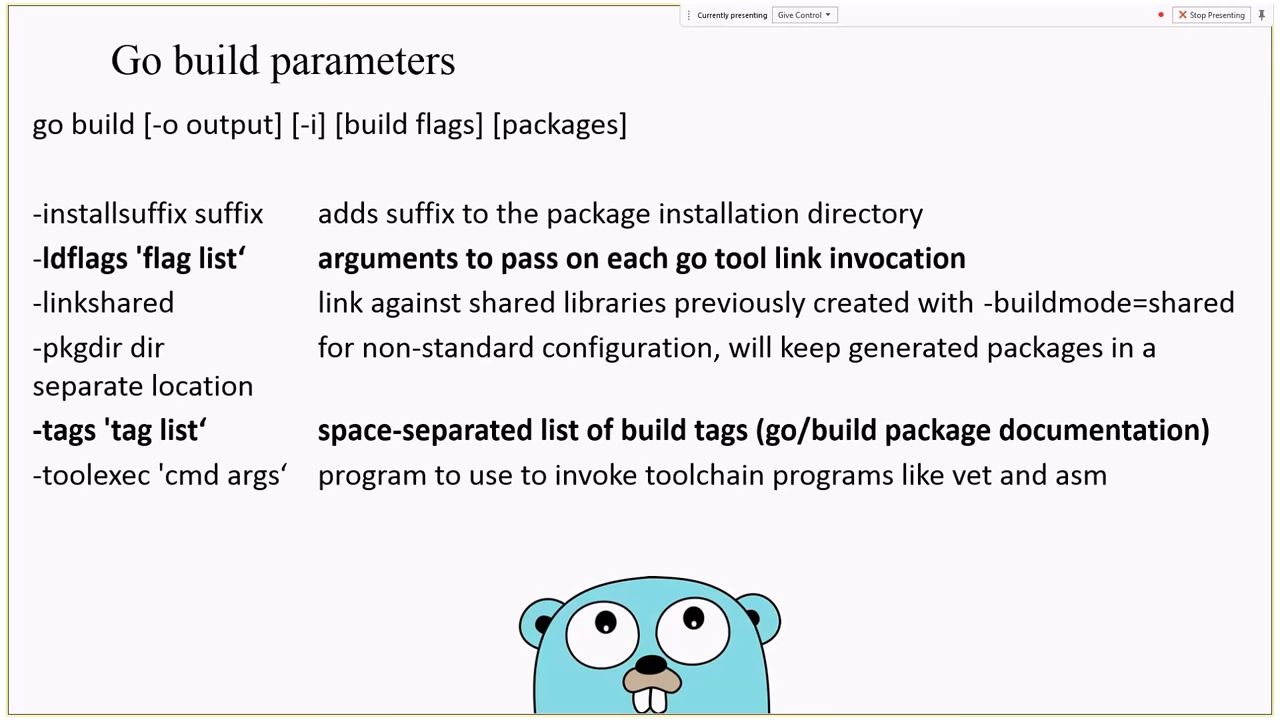 Currently presenting Give Control Stop Presenting
Go build parameters
go build [-o output] [-i] [build flags] [packages]
-installsuffix suffix adds suffix to the package installation directory
-ldflags 'flag list‘ arguments to pass on each go tool link invocation
-linkshared link against shared libraries previously created with -buildmode=shared
-pkgdir dir for non-standard configuration, will keep generated packages in a
separate location
-tags 'tag list‘ space-separated list of build tags (go/build package documentation)
-toolexec 'cmd args‘ program to use to invoke toolchain programs like vet and asm